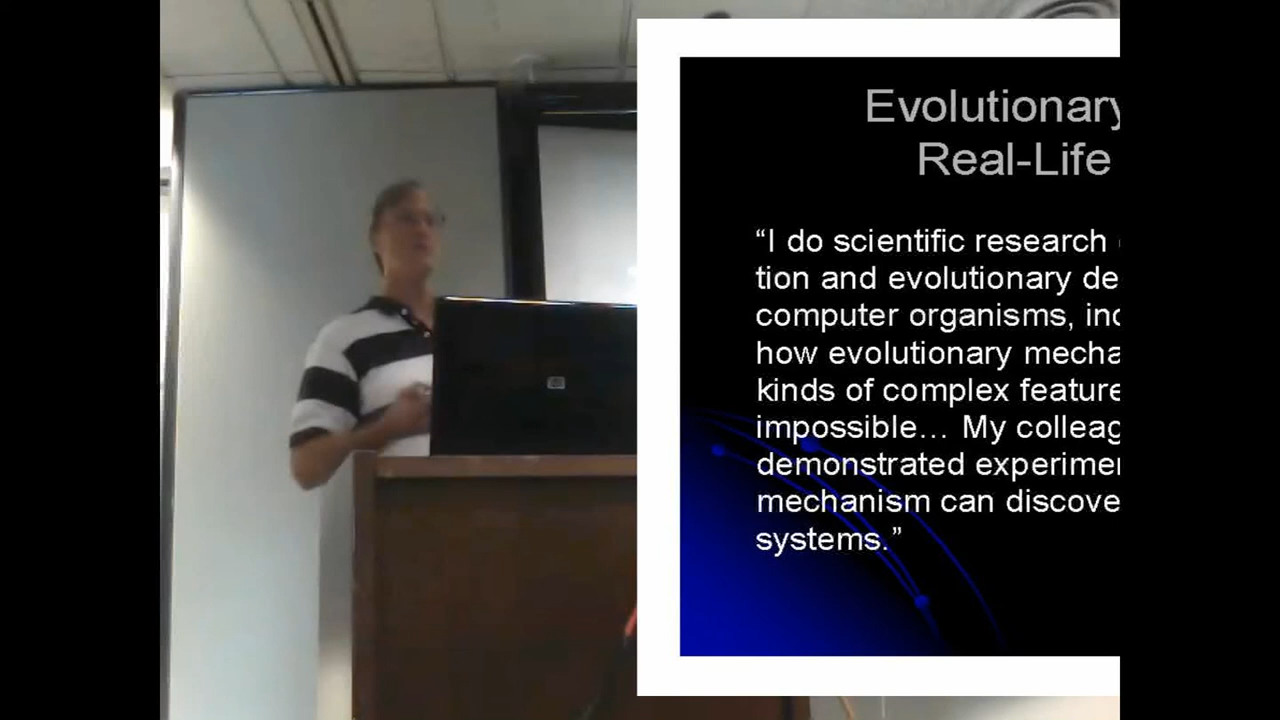 Evolutionary
Real-Life
“I do scientific research
tion and evolutionary de
computer organisms, inc
how evolutionary mecha
kinds of complex feature
impossible… My colleag
demonstrated experimen
mechanism can discove
systems.”